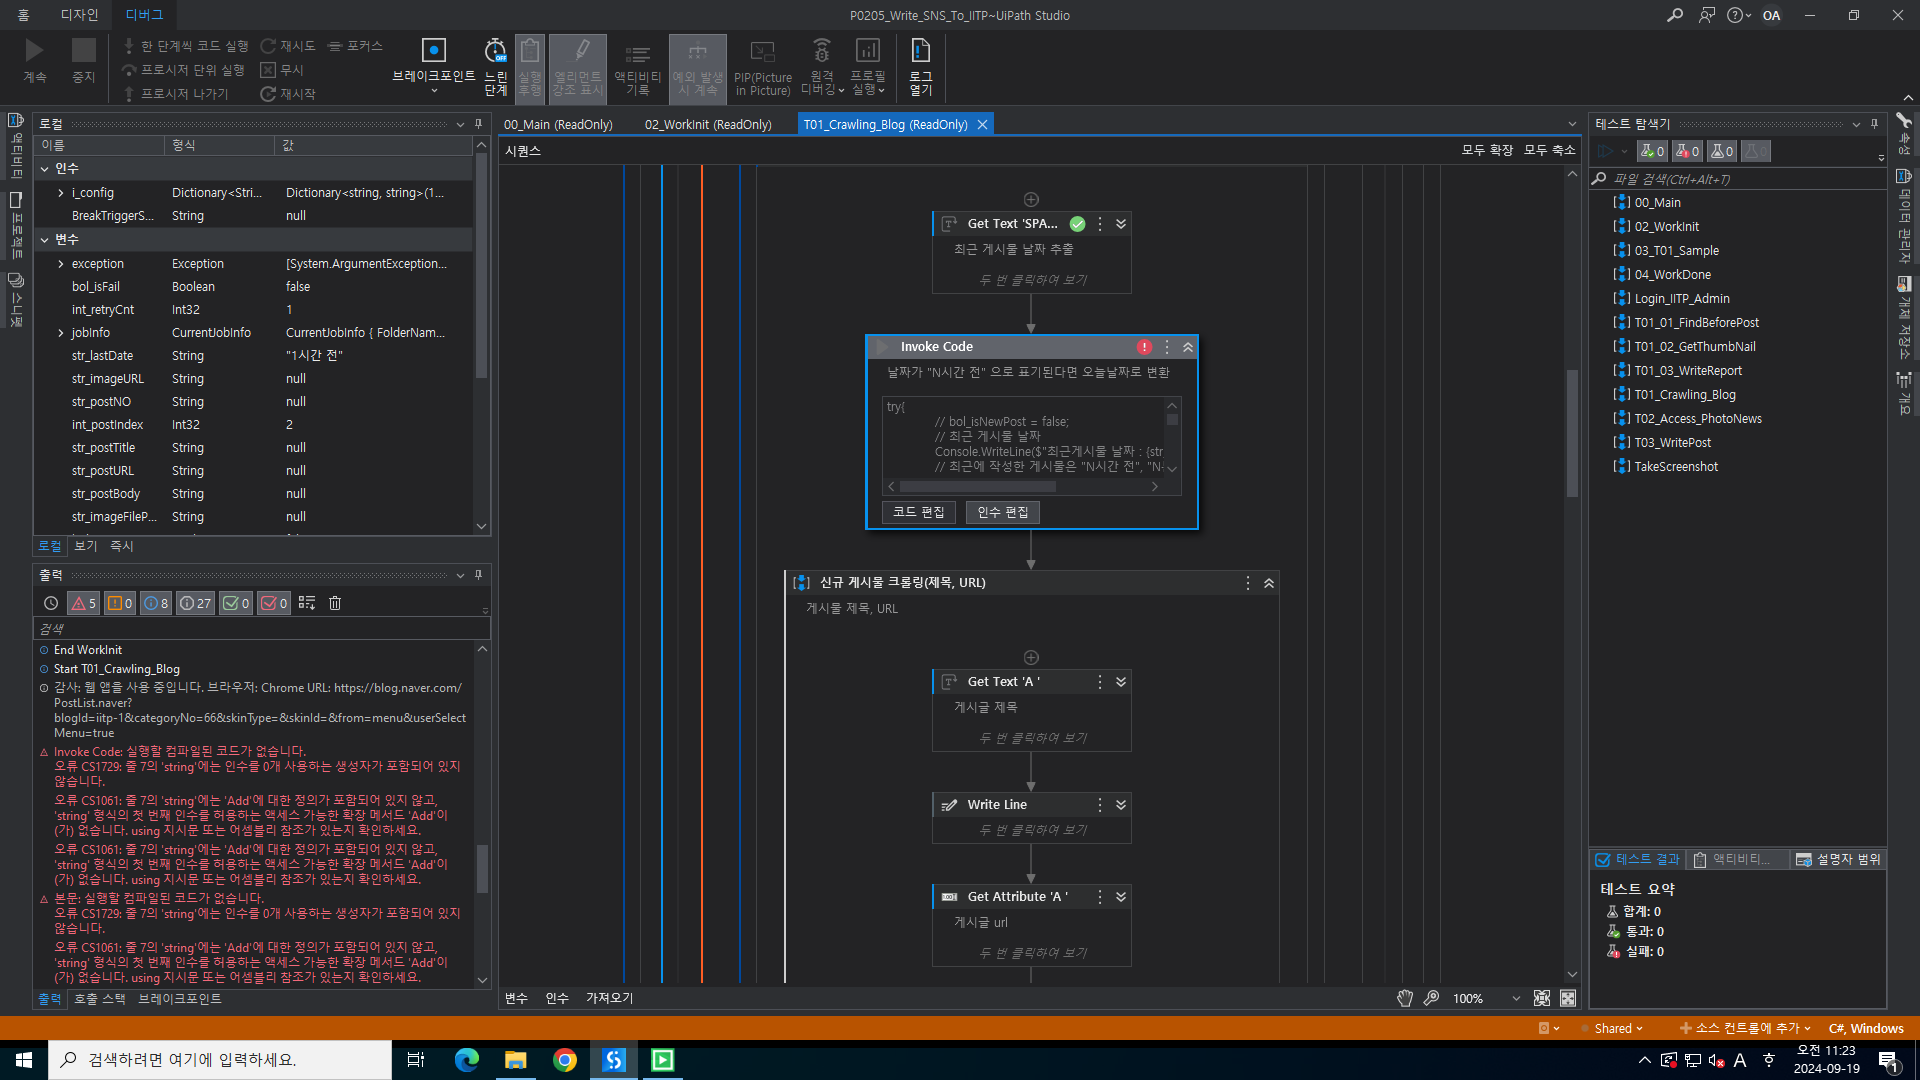 홈
디자인
디버그
P0205_Write_SNS_To_IITP~UiPath Studio
OA
계속
중지
한 단계씩 코드 실행
프로시저 단위 실행
프로시저 나가기
재시도
무시
재시작
포커스
브레이크포인트
느린
단계
실행
후행
엘리먼트
강조 표시
액티비티
기록
예외 발생
시 계속
PIP(Picture
in Picture)
원격
디버깅
프로필
실행
로그
열기
액티비티
프로젝트
스니펫
로컬
이름
형식
값
인수
i_config
Dictionary<Stri...
Dictionary<string, string>(1...
BreakTriggerS...
String
null
변수
exception
Exception
[System.ArgumentException...
bol_isFail
Boolean
false
int_retryCnt
Int32
1
jobInfo
CurrentJobInfo
CurrentJobInfo { FolderNam...
str_lastDate
String
"1시간 전"
str_imageURL
String
null
str_postNO
String
null
int_postIndex
Int32
2
str_postTitle
String
null
str_postURL
String
null
str_postBody
String
null
str_imageFileP...
String
null
로컬
보기
즉시
출력
5
0
8
27
0
0
검색
End WorkInit
Start T01_Crawling_Blog
감사: 웹 앱을 사용 중입니다. 브라우저: Chrome URL: https://blog.naver.com/
PostList.naver?
blogId=iitp-1&categoryNo=66&skinType=&skinId=&from=menu&userSelect
Menu=true
Invoke Code: 실행할 컴파일된 코드가 없습니다.
오류 CS1729: 줄 7의 'string'에는 인수를 0개 사용하는 생성자가 포함되어 있지
않습니다.
오류 CS1061: 줄 7의 'string'에는 'Add'에 대한 정의가 포함되어 있지 않고,
'string' 형식의 첫 번째 인수를 허용하는 액세스 가능한 확장 메서드 'Add'이
(가) 없습니다. using 지시문 또는 어셈블리 참조가 있는지 확인하세요.
오류 CS1061: 줄 7의 'string'에는 'Add'에 대한 정의가 포함되어 있지 않고,
'string' 형식의 첫 번째 인수를 허용하는 액세스 가능한 확장 메서드 'Add'이
(가) 없습니다. using 지시문 또는 어셈블리 참조가 있는지 확인하세요.
본문: 실행할 컴파일된 코드가 없습니다.
오류 CS1729: 줄 7의 'string'에는 인수를 0개 사용하는 생성자가 포함되어 있지
않습니다.
오류 CS1061: 줄 7의 'string'에는 'Add'에 대한 정의가 포함되어 있지 않고,
'string' 형식의 첫 번째 인수를 허용하는 액세스 가능한 확장 메서드 'Add'이
(가) 없습니다. using 지시문 또는 어셈블리 참조가 있는지 확인하세요.
출력
호출 스택
브레이크포인트
00_Main (ReadOnly)
02_WorkInit (ReadOnly)
T01_Crawling_Blog (ReadOnly)
시퀀스
모두 확장
모두 축소
Get Text 'SPA...
최근 게시물 날짜 추출
두 번 클릭하여 보기
Invoke Code
날짜가 "N시간 전" 으로 표기된다면 오늘날짜로 변환
try{
// bol_isNewPost = false;
// 최근 게시물 날짜
Console.WriteLine($"최근게시물 날짜 : {str
// 최근에 작성한 게시물은 "N시간 전", "N
코드 편집
인수 편집
신규 게시물 크롤링(제목, URL)
게시물 제목, URL
Get Text 'A '
게시글 제목
두 번 클릭하여 보기
Write Line
두 번 클릭하여 보기
Get Attribute 'A '
게시글 url
두 번 클릭하여 보기
변수
인수
가져오기
100%
테스트 탐색기
0
0
0
0
파일 검색(Ctrl+Alt+T)
00_Main
02_WorkInit
03_T01_Sample
04_WorkDone
Login_IITP_Admin
T01_01_FindBeforePost
T01_02_GetThumbNail
T01_03_WriteReport
T01_Crawling_Blog
T02_Access_PhotoNews
T03_WritePost
TakeScreenshot
테스트 결과
액티비티...
설명자 범위
테스트 요약
합계: 0
통과: 0
실패: 0
속성
데이터 관리자
개체 저장소
개요
Shared
소스 컨트롤에 추가
C#, Windows
검색하려면 여기에 입력하세요.
A
오전 11:23
2024-09-19
1